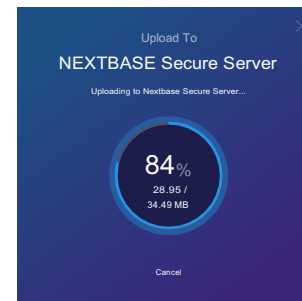 Upload To
NEXTBASE Secure Server
Uploading to Nextbase Secure Server...
84%
28.95 /
34.49 MB
Cancel